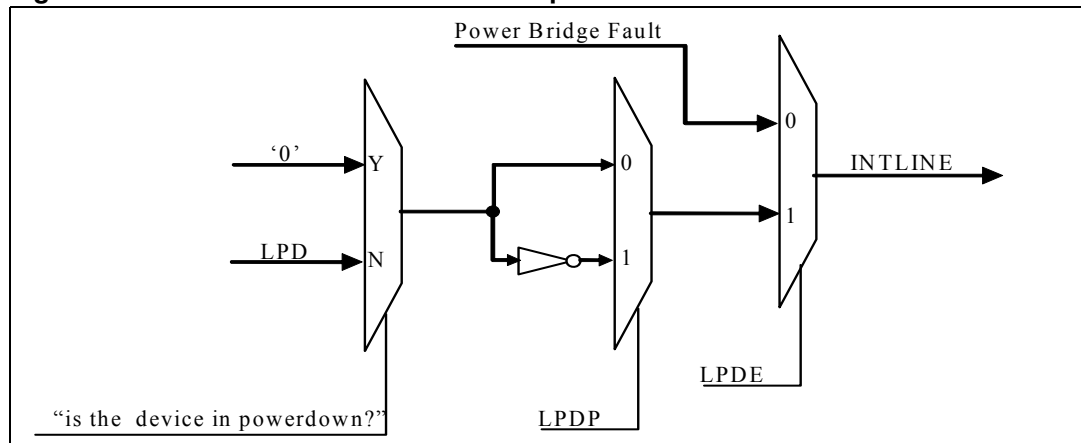 Power Bridge Fault
0
'0'
Y
0
INTLINE
1
LPD
N
1
LPDE
"is the device in powerdown?"
LPDP